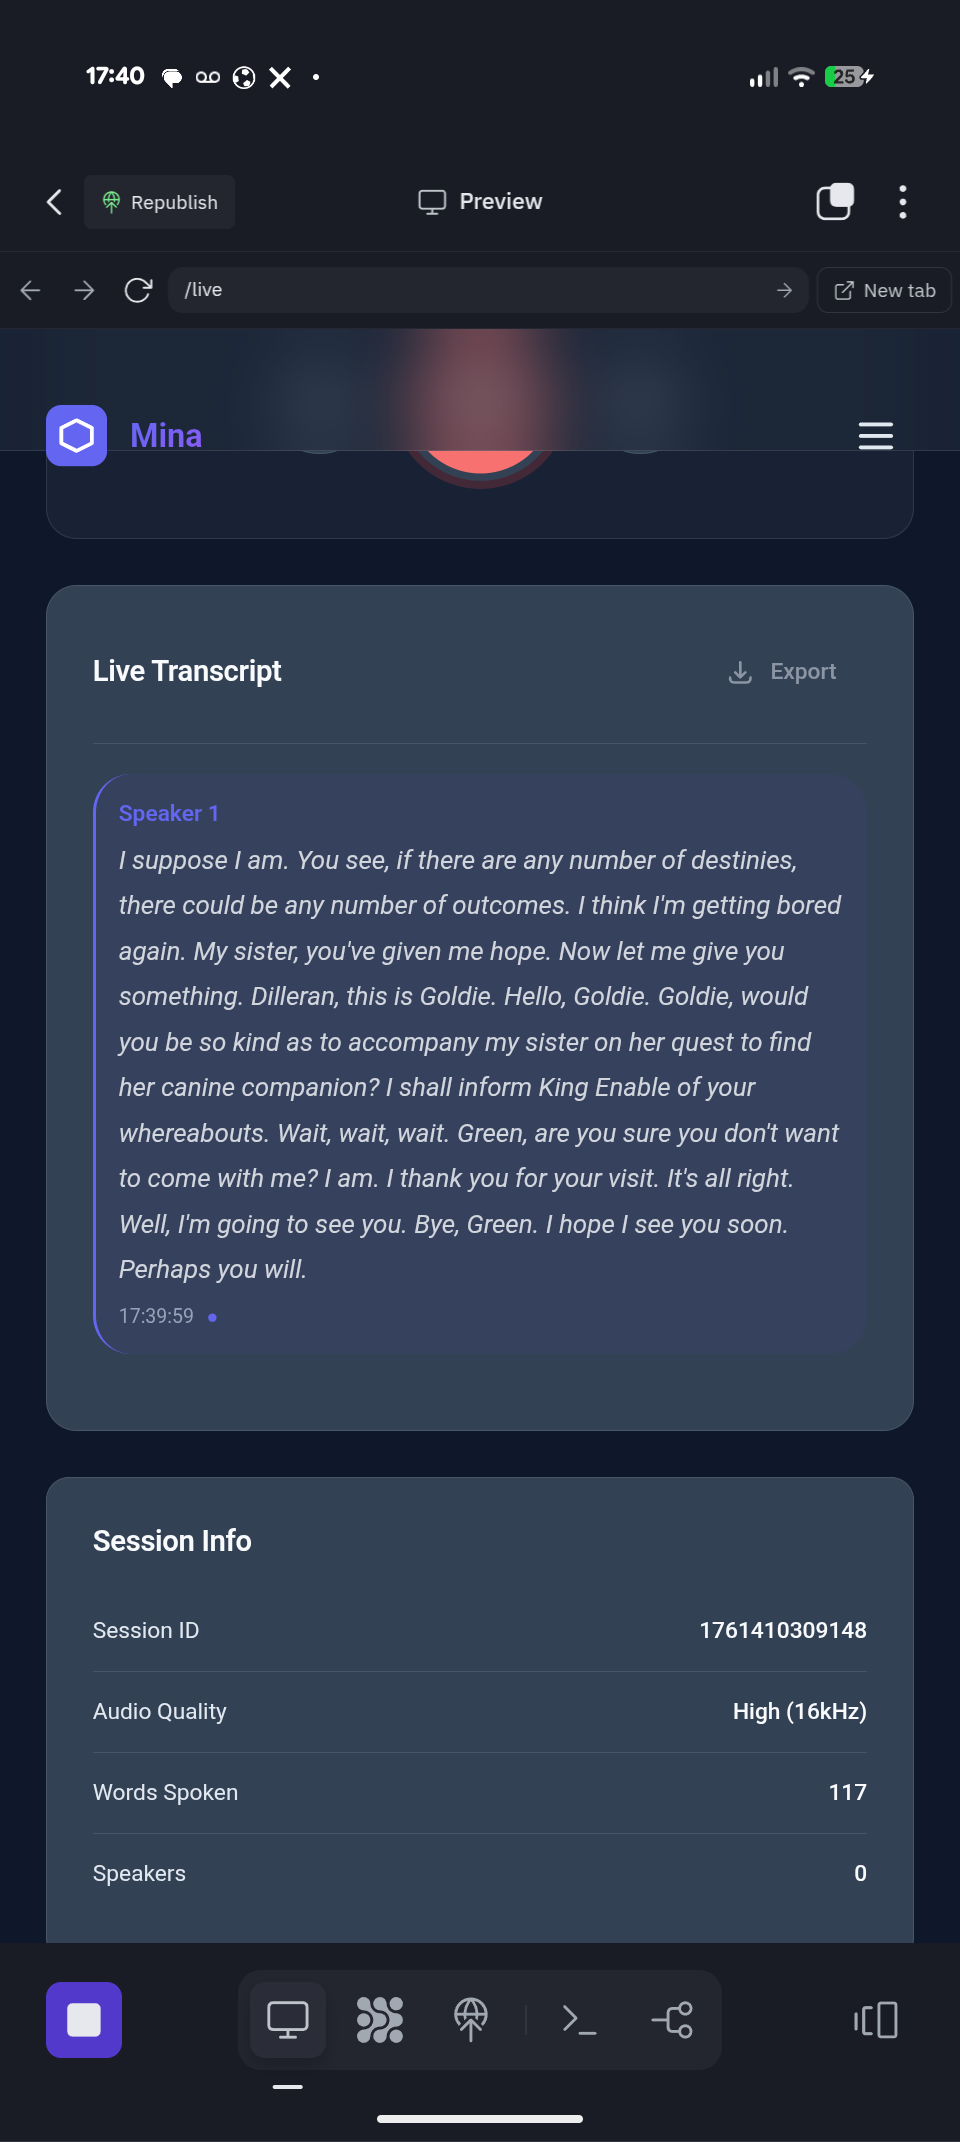 17:40
25
Republish
Preview
/live
New tab
Mina
Live Transcript
Export
Speaker 1
I suppose I am. You see, if there are any number of destinies,
there could be any number of outcomes. I think I'm getting bored
again. My sister, you've given me hope. Now let me give you
something. Dilleran, this is Goldie. Hello, Goldie. Goldie, would
you be so kind as to accompany my sister on her quest to find
her canine companion? I shall inform King Enable of your
whereabouts. Wait, wait, wait. Green, are you sure you don't want
to come with me? I am. I thank you for your visit. It's all right.
Well, I'm going to see you. Bye, Green. I hope I see you soon.
Perhaps you will.
17:39:59
Session Info
Session ID 1761410309148
Audio Quality High (16kHz)
Words Spoken 117
Speakers 0